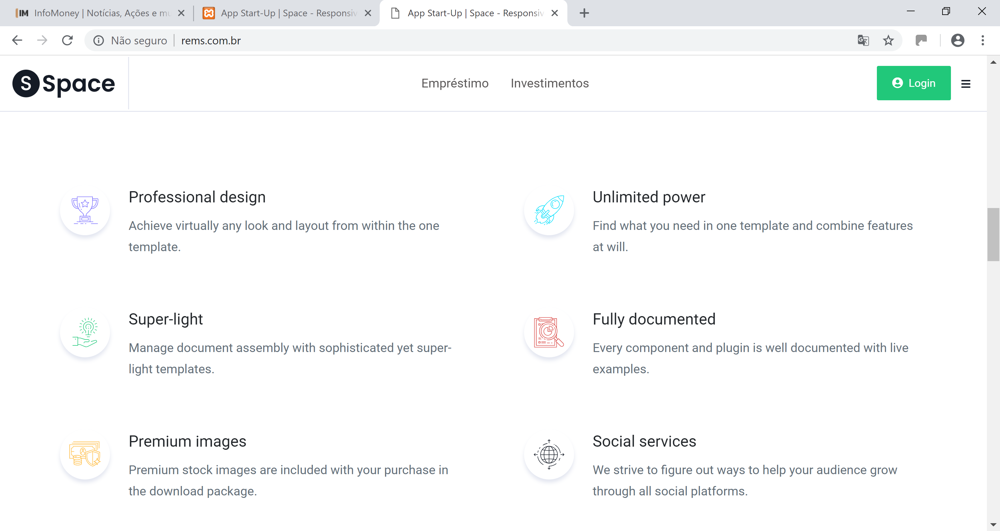 IM InfoMoney | Notícias, Ações e mu
App Start-Up | Space - Responsiv
App Start-Up | Space - Responsiv
Não seguro | rems.com.br
S Space
Empréstimo
Investimentos
Login
Professional design
Achieve virtually any look and layout from within the one
template.
Unlimited power
Find what you need in one template and combine features
at will.
Super-light
Manage document assembly with sophisticated yet super-
light templates.
Fully documented
Every component and plugin is well documented with live
examples.
Premium images
Premium stock images are included with your purchase in
the download package.
Social services
We strive to figure out ways to help your audience grow
through all social platforms.